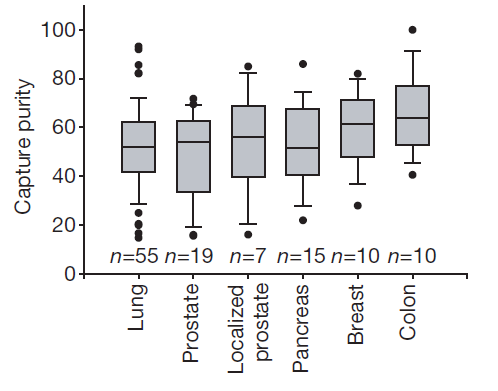 Capture purity
100
80
60
40
20
0
n=55 n=19 n=7 n=15 n=10 n=10
Lung
Prostate
Localized
prostate
Pancreas
Breast
Colon